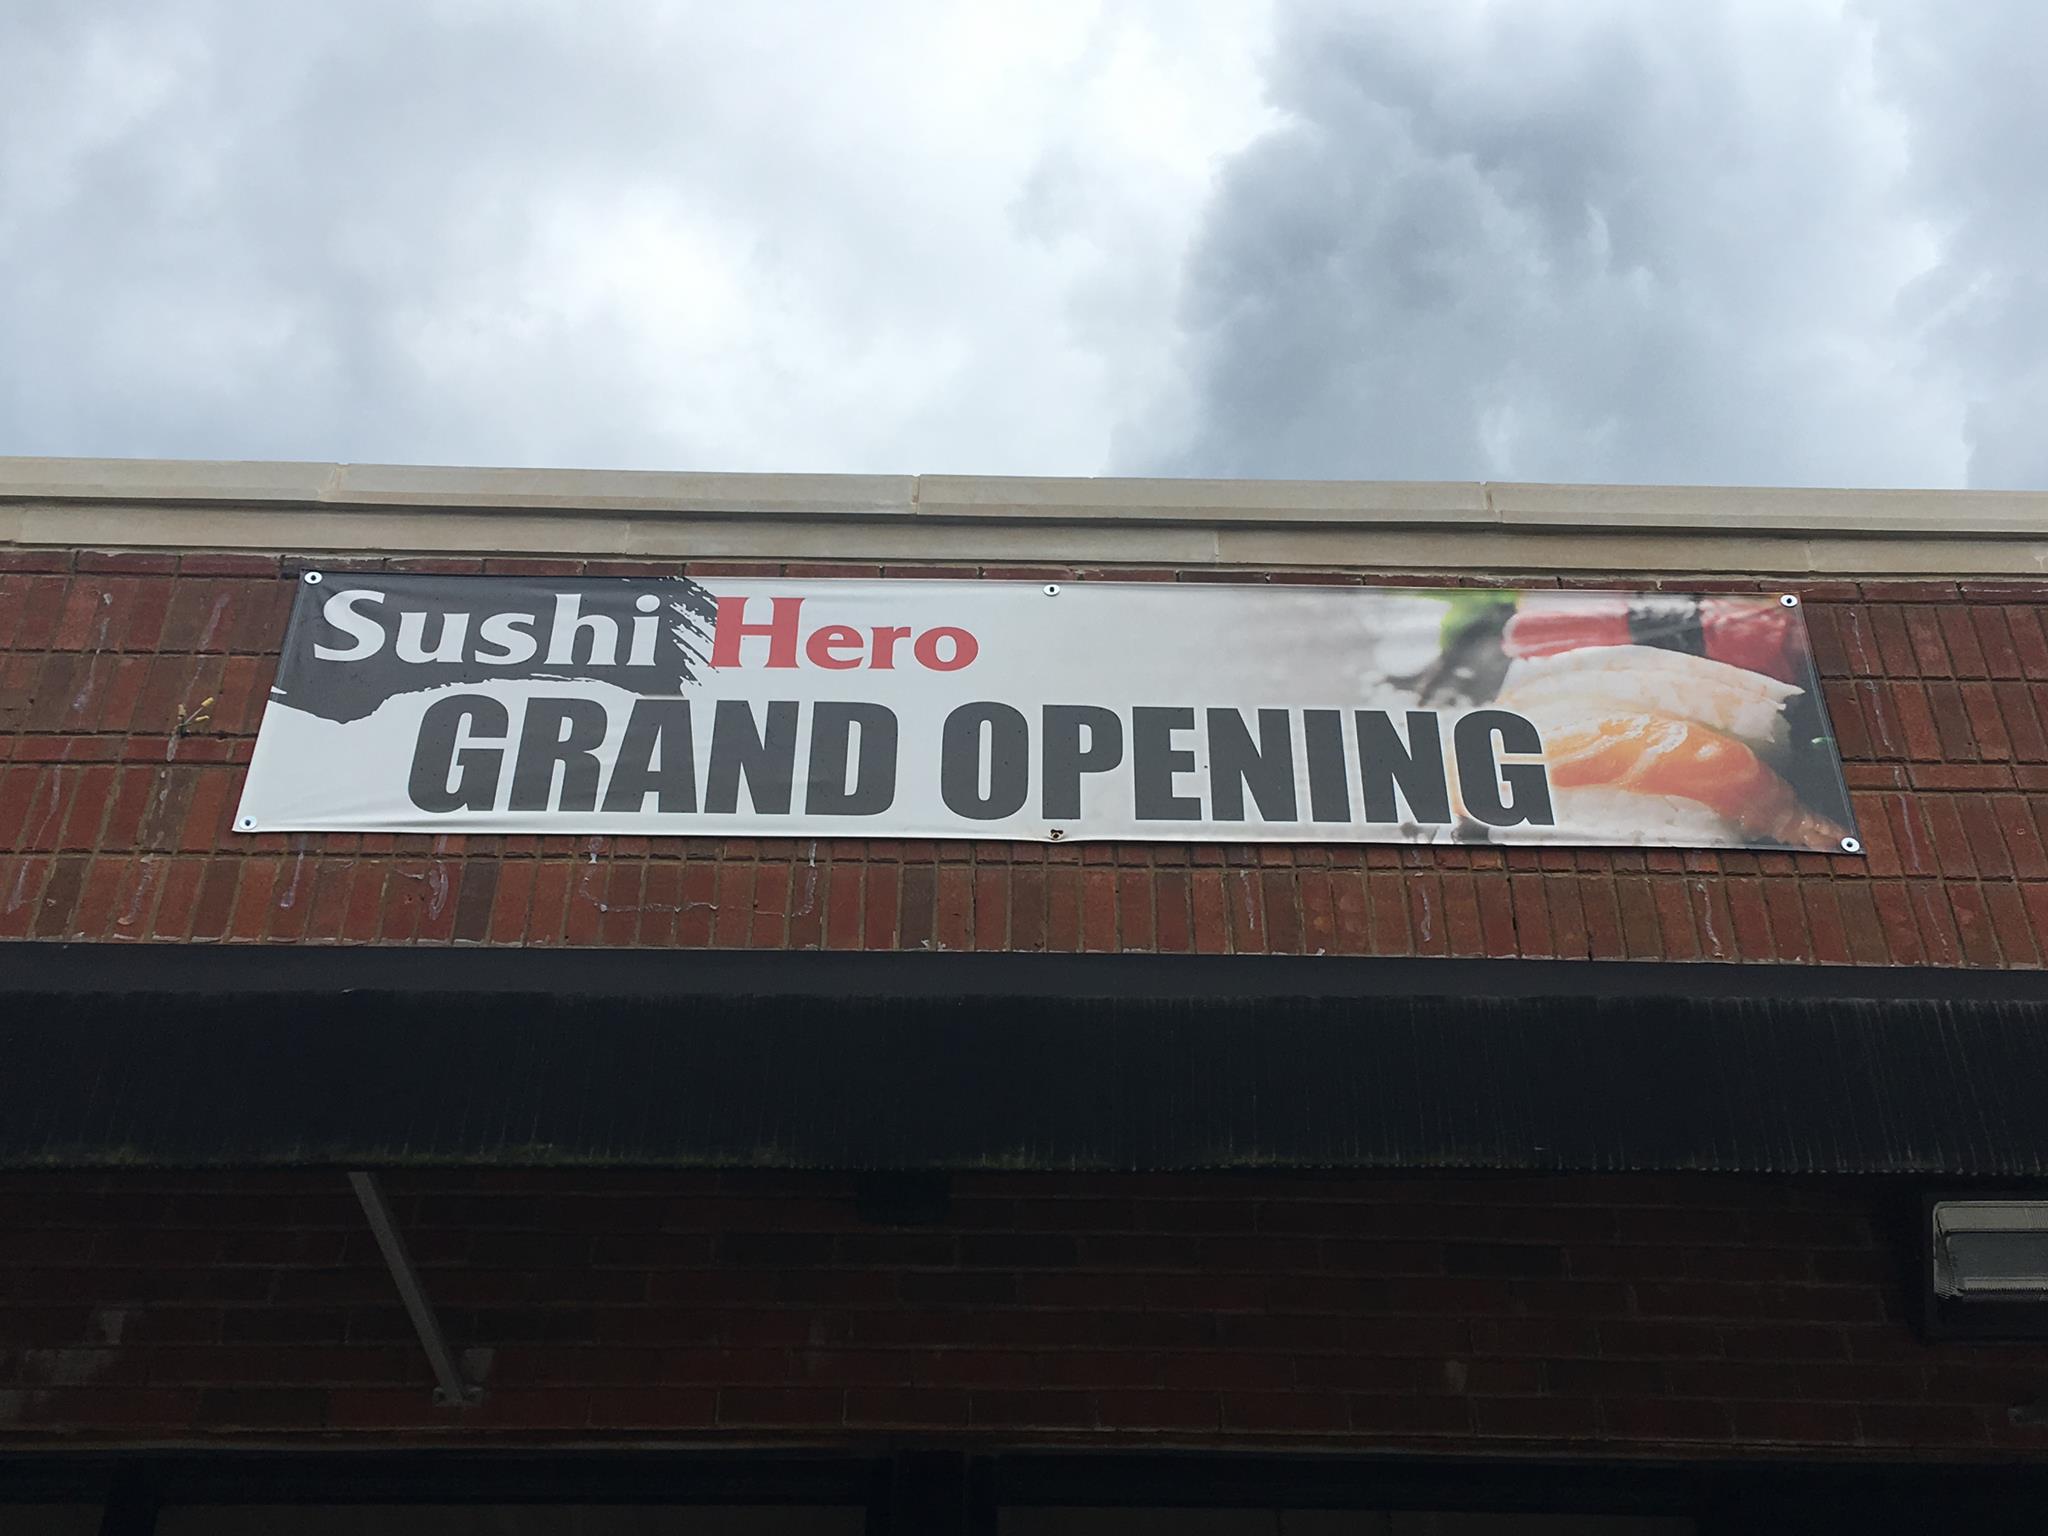 Sushi Hero
GRAND OPENING